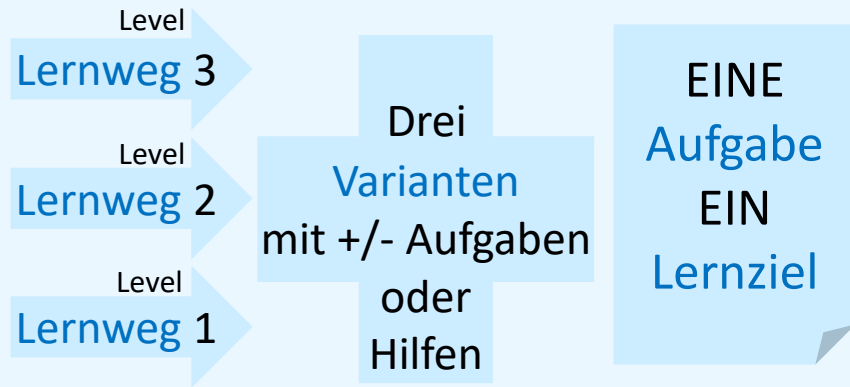 Level
Lernweg 3
Level
Lernweg 2
Level
Lernweg 1
Drei
Varianten
mit +/- Aufgaben
oder
Hilfen
EINE
Aufgabe
EIN
Lernziel